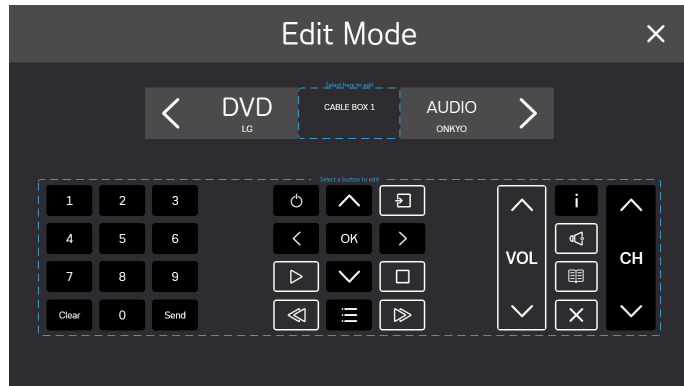 Edit Mode
Select here to edit
DVD
LG
CABLE BOX 1
AUDIO
ONKYO
Select a button to edit
1 2 3
4 5 6 OK
7 8 9
VOL
CH
Clear 0 Send
i